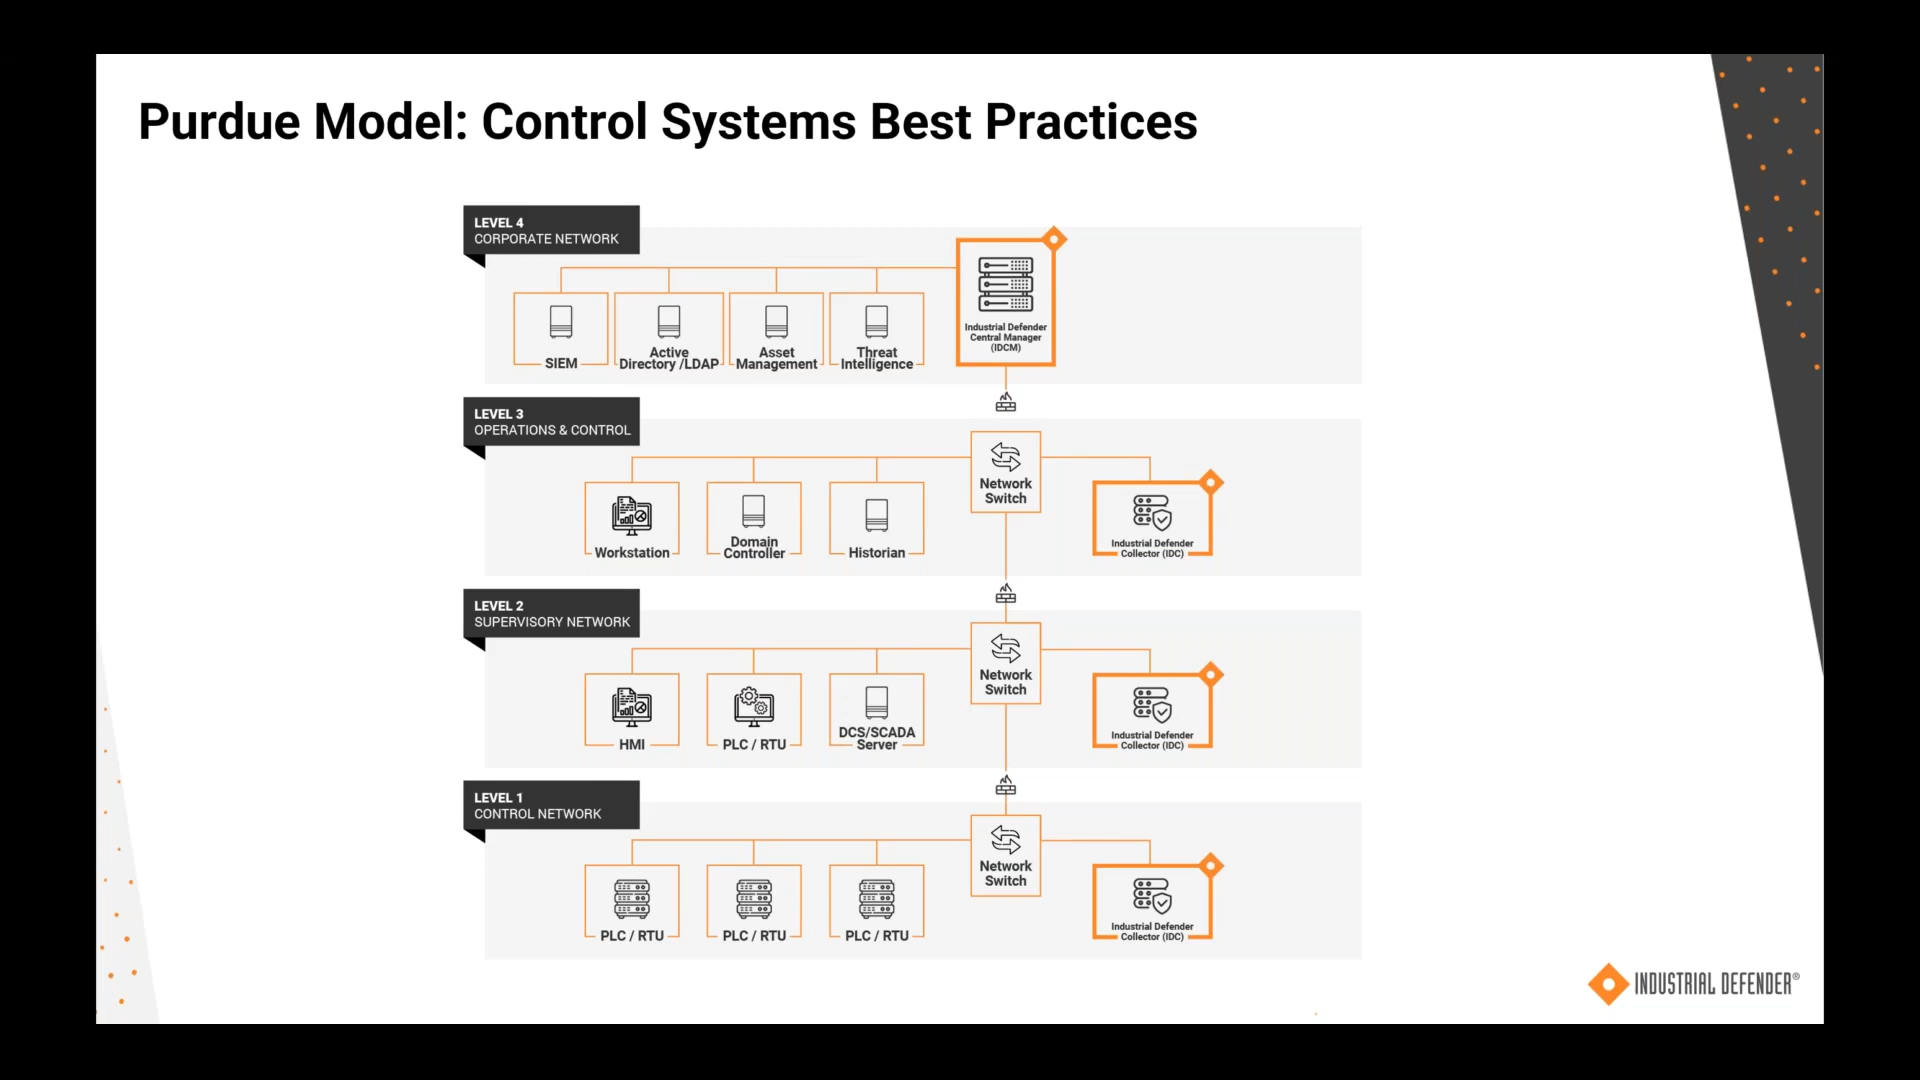 Purdue Model: Control Systems Best Practices
LEVEL 4
CORPORATE NETWORK
SIEM
Active
Directory /LDAP
Asset
Management
Threat
Intelligence
Industrial Defender
Central Manager
(IDCM)
LEVEL 3
OPERATIONS & CONTROL
Workstation
Domain
Controller
Historian
Network
Switch
Industrial Defender
Collector (IDC)
LEVEL 2
SUPERVISORY NETWORK
HMI
PLC / RTU
DCS/SCADA
Server
Network
Switch
Industrial Defender
Collector (IDC)
LEVEL 1
CONTROL NETWORK
PLC / RTU
PLC / RTU
PLC / RTU
Network
Switch
Industrial Defender
Collector (IDC)
INDUSTRIAL DEFENDER®